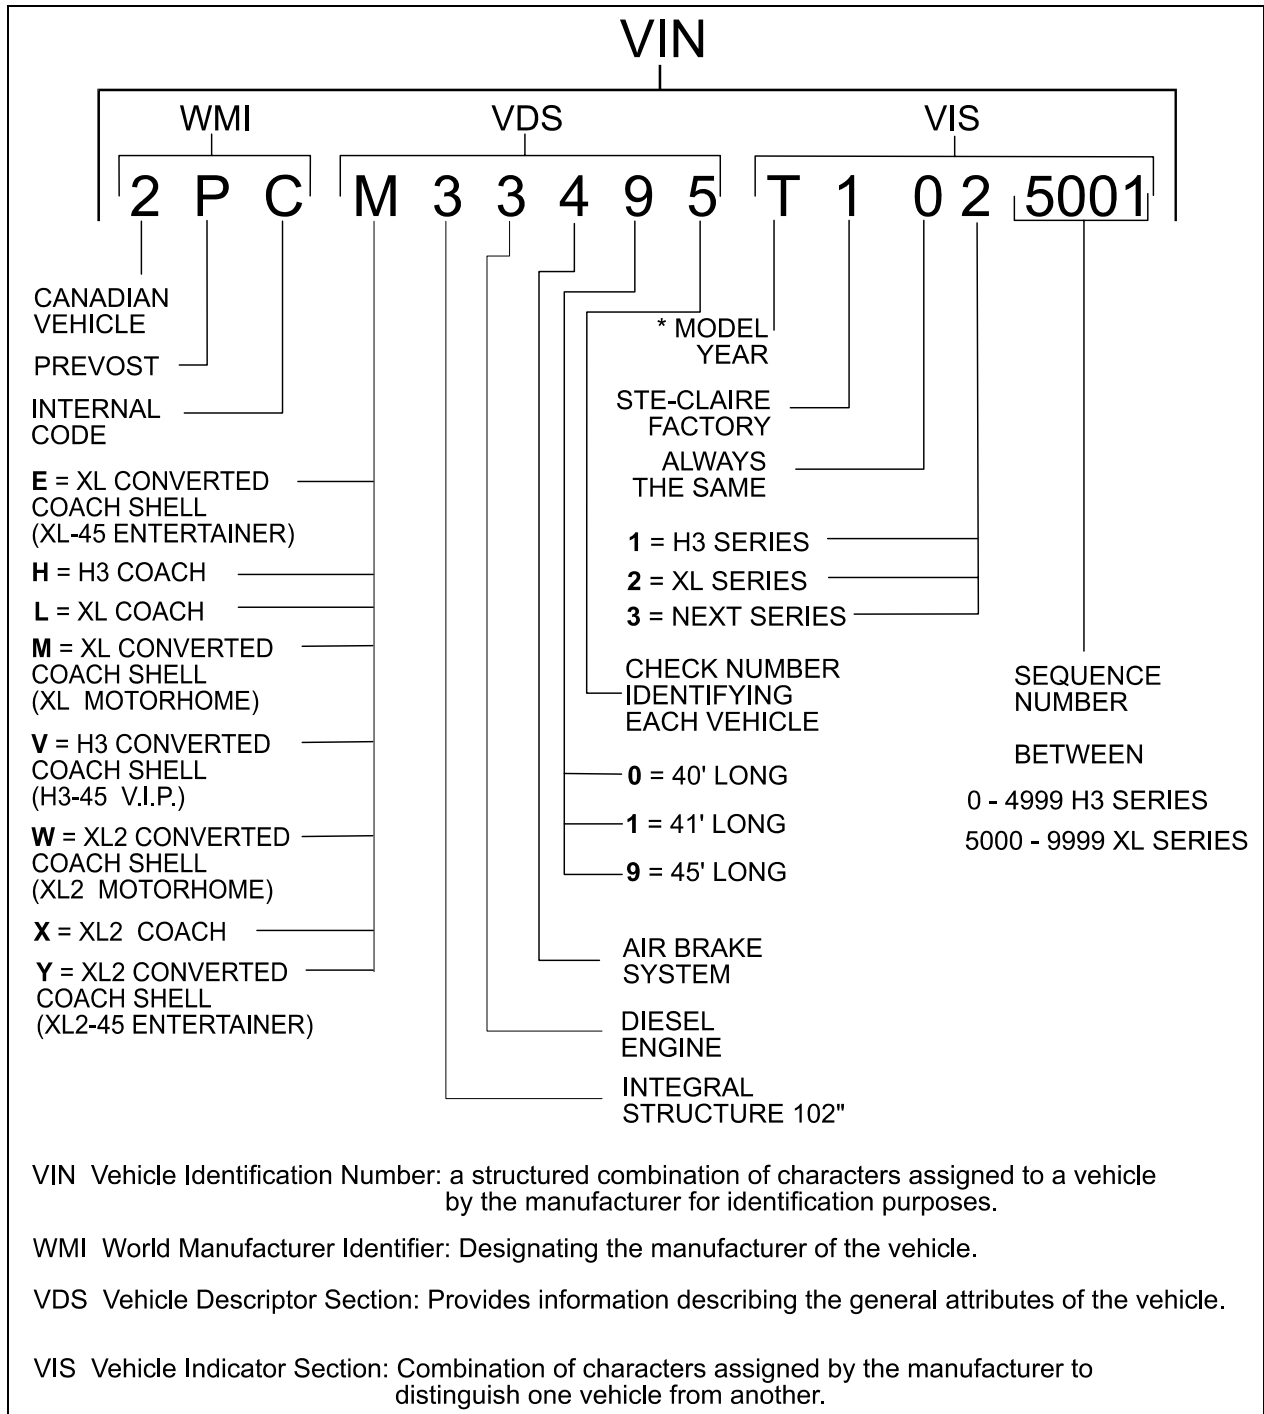 VIN
WMI VDS VIS
2 P C M 3 3 4 9 5 T 1 0 2 5001
CANADIAN
VEHICLE
PREVOST
INTERNAL
CODE
E = XL CONVERTED
COACH SHELL
(XL-45 ENTERTAINER)
H = H3 COACH
L = XL COACH
M = XL CONVERTED
COACH SHELL
(XL MOTORHOME)
V = H3 CONVERTED
COACH SHELL
(H3-45 V.I.P.)
W = XL2 CONVERTED
COACH SHELL
(XL2 MOTORHOME)
X = XL2 COACH
Y = XL2 CONVERTED
COACH SHELL
(XL2-45 ENTERTAINER)
* MODEL
YEAR
STE-CLAIRE
FACTORY
ALWAYS
THE SAME
1 = H3 SERIES
2 = XL SERIES
3 = NEXT SERIES
CHECK NUMBER
IDENTIFYING
EACH VEHICLE
0 = 40' LONG
1 = 41' LONG
9 = 45' LONG
AIR BRAKE
SYSTEM
DIESEL
ENGINE
INTEGRAL
STRUCTURE 102"
SEQUENCE
NUMBER
BETWEEN
0 - 4999 H3 SERIES
5000 - 9999 XL SERIES
VIN Vehicle Identification Number: a structured combination of characters assigned to a vehicle
by the manufacturer for identification purposes.
WMI World Manufacturer Identifier: Designating the manufacturer of the vehicle.
VDS Vehicle Descriptor Section: Provides information describing the general attributes of the vehicle.
VIS Vehicle Indicator Section: Combination of characters assigned by the manufacturer to
distinguish one vehicle from another.